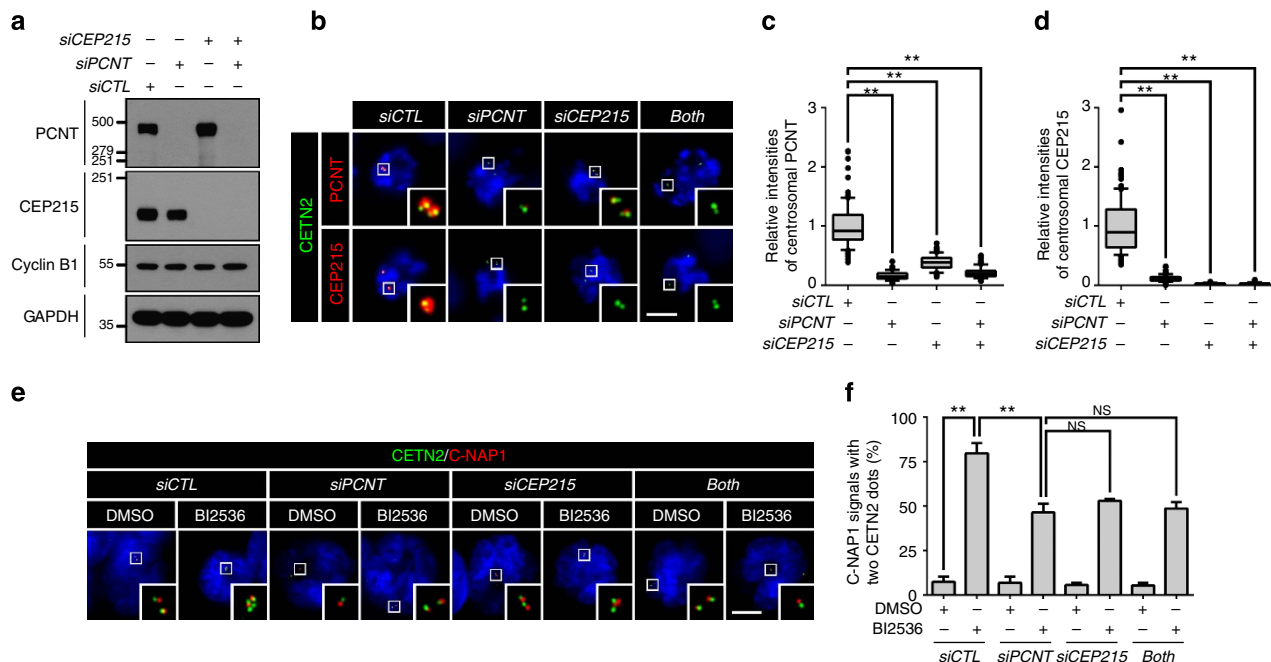 a
siCEP215 – – + +
siPCNT – + – +
siCTL + – – –
PCNT
500
279
251
CEP215
251
Cyclin B1
55
GAPDH
35
b
siCTL siPCNT siCEP215 Both
CETN2
PCNT
CEP215
c
** 
**
**
Relative intensities
of centrosomal PCNT
3
2
1
0
siCTL + – – –
siPCNT – + – +
siCEP215 – – + +
d
**
**
**
Relative intensities
of centrosomal CEP215
3
2
1
0
siCTL + – – –
siPCNT – + – +
siCEP215 – – + +
e
CETN2/C-NAP1
siCTL siPCNT siCEP215 Both
DMSO BI2536 DMSO BI2536 DMSO BI2536 DMSO BI2536
f
C-NAP1 signals with
two CETN2 dots (%)
100
75
50
25
0
** ** NS
NS
DMSO + – + – + – + –
BI2536 – + – + – + – +
siCTL siPCNT siCEP215 Both